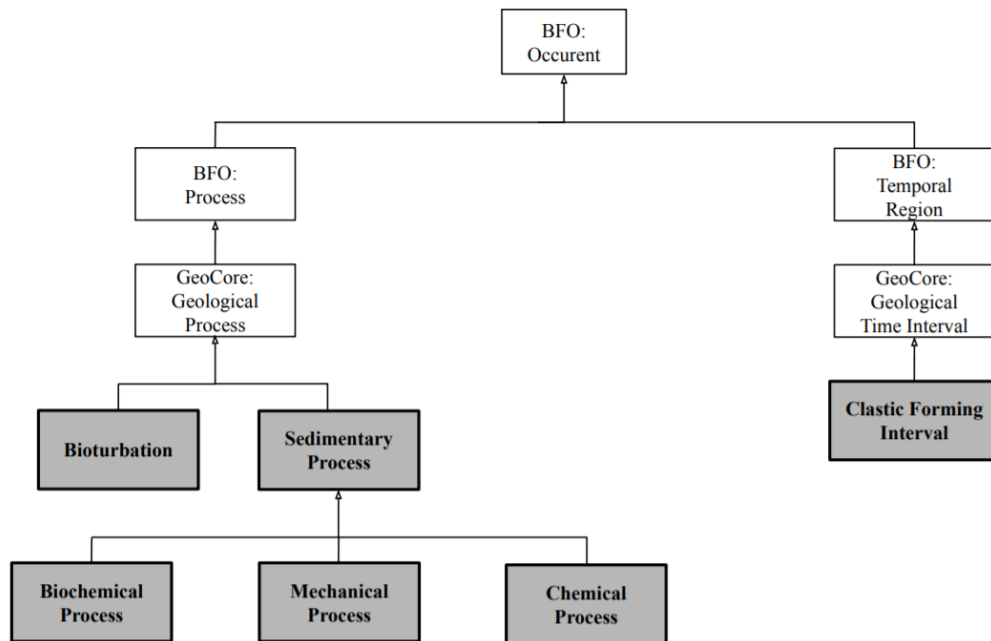 BFO:
Occurent
BFO:
Process
BFO:
Temporal
Region
GeoCore:
Geological
Process
GeoCore:
Geological
Time Interval
Bioturbation
Sedimentary
Process
Clastic Forming
Interval
Biochemical
Process
Mechanical
Process
Chemical
Process